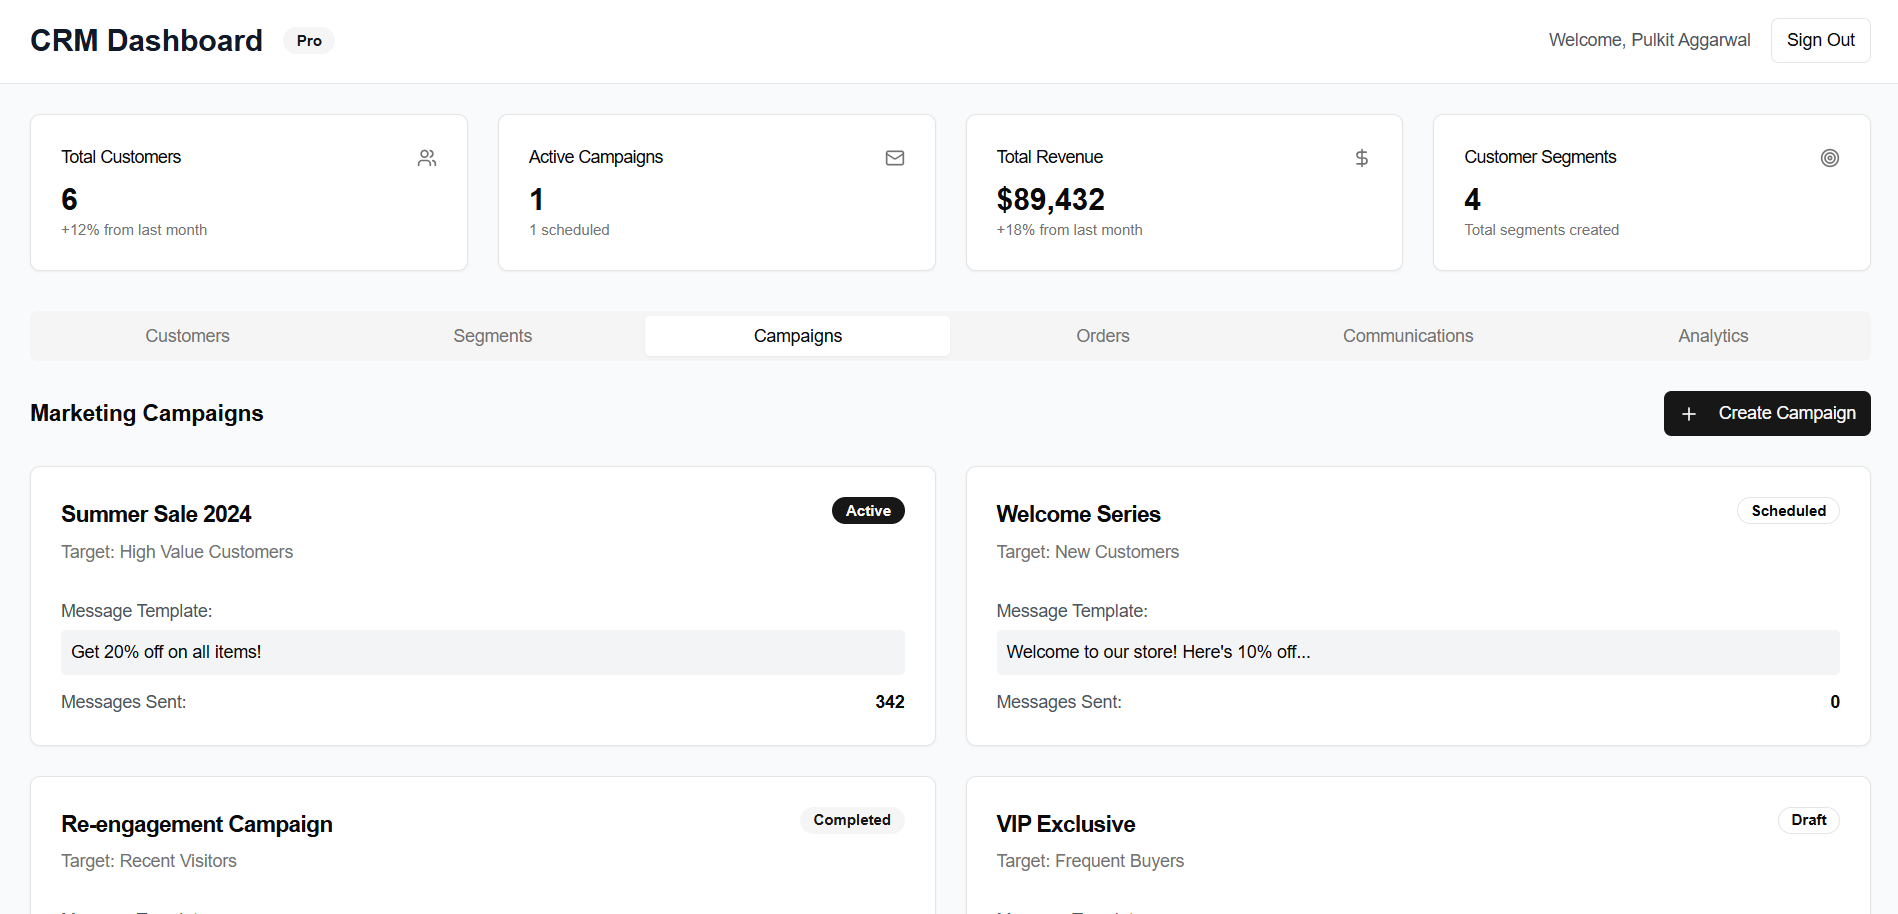 CRM Dashboard
Pro
Welcome, Pulkit Aggarwal
Sign Out
Total Customers
6
+12% from last month
Active Campaigns
1
1 scheduled
Total Revenue
$89,432
+18% from last month
Customer Segments
4
Total segments created
Customers
Segments
Campaigns
Orders
Communications
Analytics
Marketing Campaigns
Create Campaign
Summer Sale 2024
Active
Target: High Value Customers
Message Template:
Get 20% off on all items!
Messages Sent:
342
Welcome Series
Scheduled
Target: New Customers
Message Template:
Welcome to our store! Here's 10% off...
Messages Sent:
0
Re-engagement Campaign
Completed
Target: Recent Visitors
VIP Exclusive
Draft
Target: Frequent Buyers